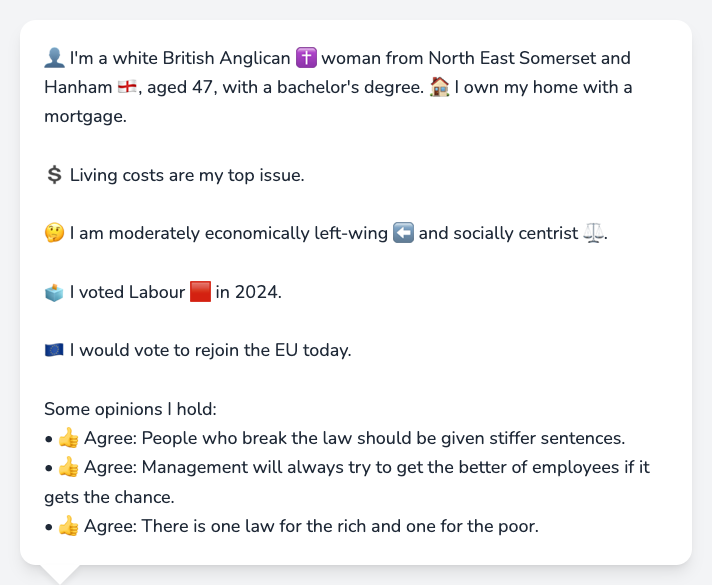 👤 I'm a white British Anglican ✝️ woman from North East Somerset and
Hanham 🏴󠁧󠁢󠁥󠁮󠁧󠁿, aged 47, with a bachelor's degree. 🏠 I own my home with a
mortgage.
💲 Living costs are my top issue.
🤔 I am moderately economically left-wing ⬅️ and socially centrist ⚖️.
🗳️ I voted Labour 🟥 in 2024.
🇪🇺 I would vote to rejoin the EU today.
Some opinions I hold:
• 👍 Agree: People who break the law should be given stiffer sentences.
• 👍 Agree: Management will always try to get the better of employees if it
gets the chance.
• 👍 Agree: There is one law for the rich and one for the poor.